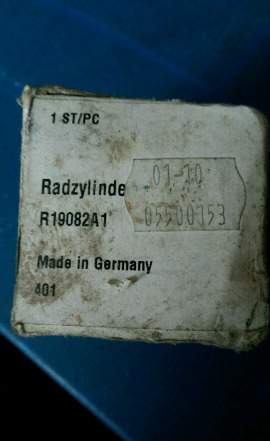 1 ST/PC
Radzylinde
01-10
R19082A1
05500153
Made in Germany
401